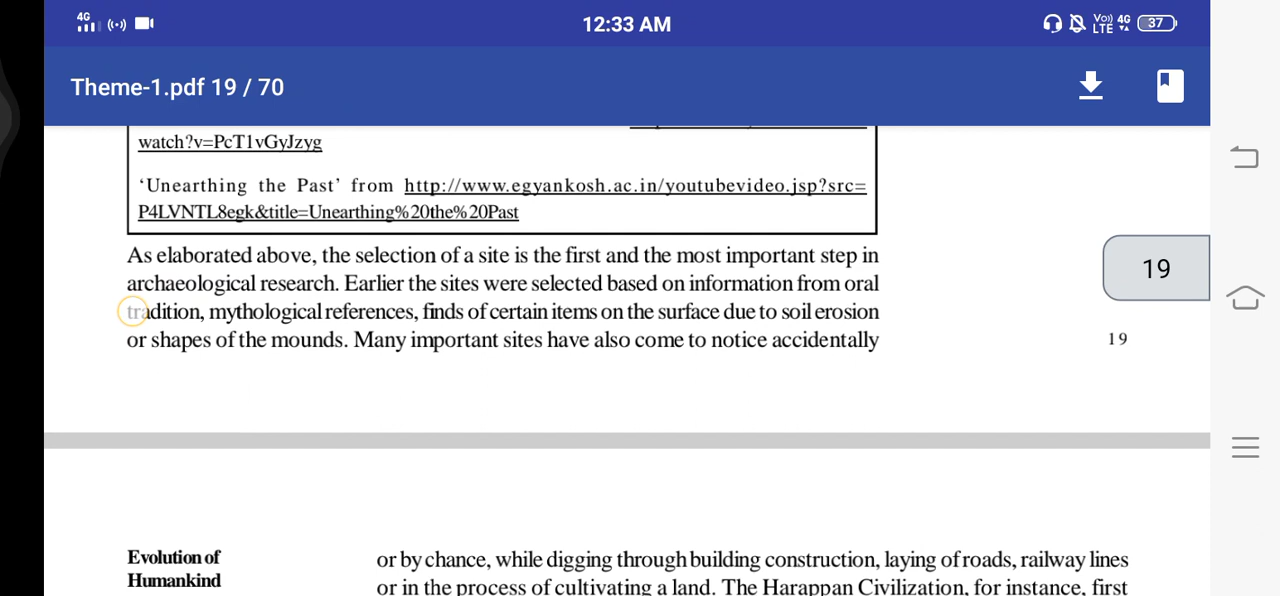 4G
12:33 AM
Vo)) LTE 4G 37
Theme-1.pdf 19 / 70
watch?v=PcT1vGyJzyg
‘Unearthing the Past’ from http://www.egyankosh.ac.in/youtubevideo.jsp?src=
P4LVNTL8egk&title=Unearthing%20the%20Past
As elaborated above, the selection of a site is the first and the most important step in
archaeological research. Earlier the sites were selected based on information from oral
tradition, mythological references, finds of certain items on the surface due to soil erosion
or shapes of the mounds. Many important sites have also come to notice accidentally
19
19
Evolution of
Humankind
or by chance, while digging through building construction, laying of roads, railway lines
or in the process of cultivating a land. The Harappan Civilization, for instance, first